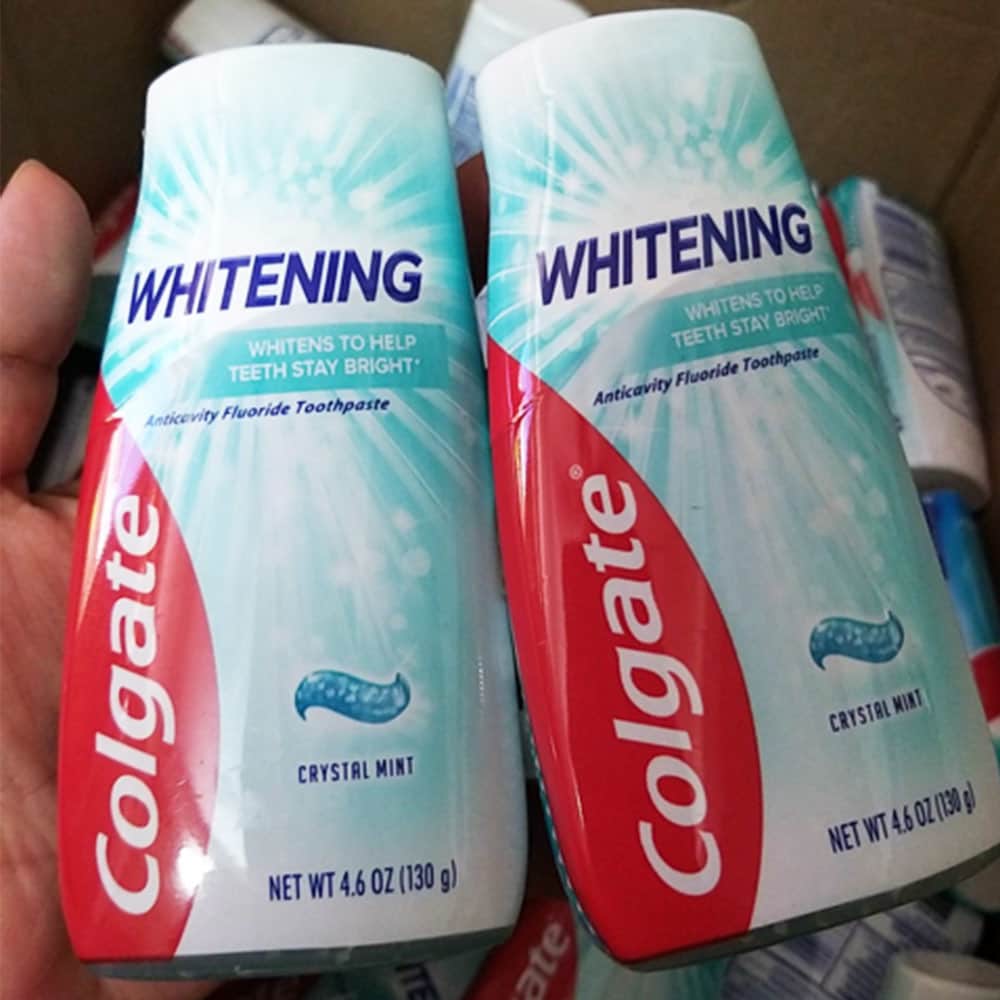 WHITENING
WHITENS TO HELP
TEETH STAY BRIGHT*
Anticavity Fluoride Toothpaste
Colgate
CRYSTAL MINT
NET WT 4.6 OZ (130 g)
WHITENING
WHITENS TO HELP
TEETH STAY BRIGHT*
Anticavity Fluoride Toothpaste
Colgate®
CRYSTAL MINT
NET WT 4.6 OZ (130 g)
gate